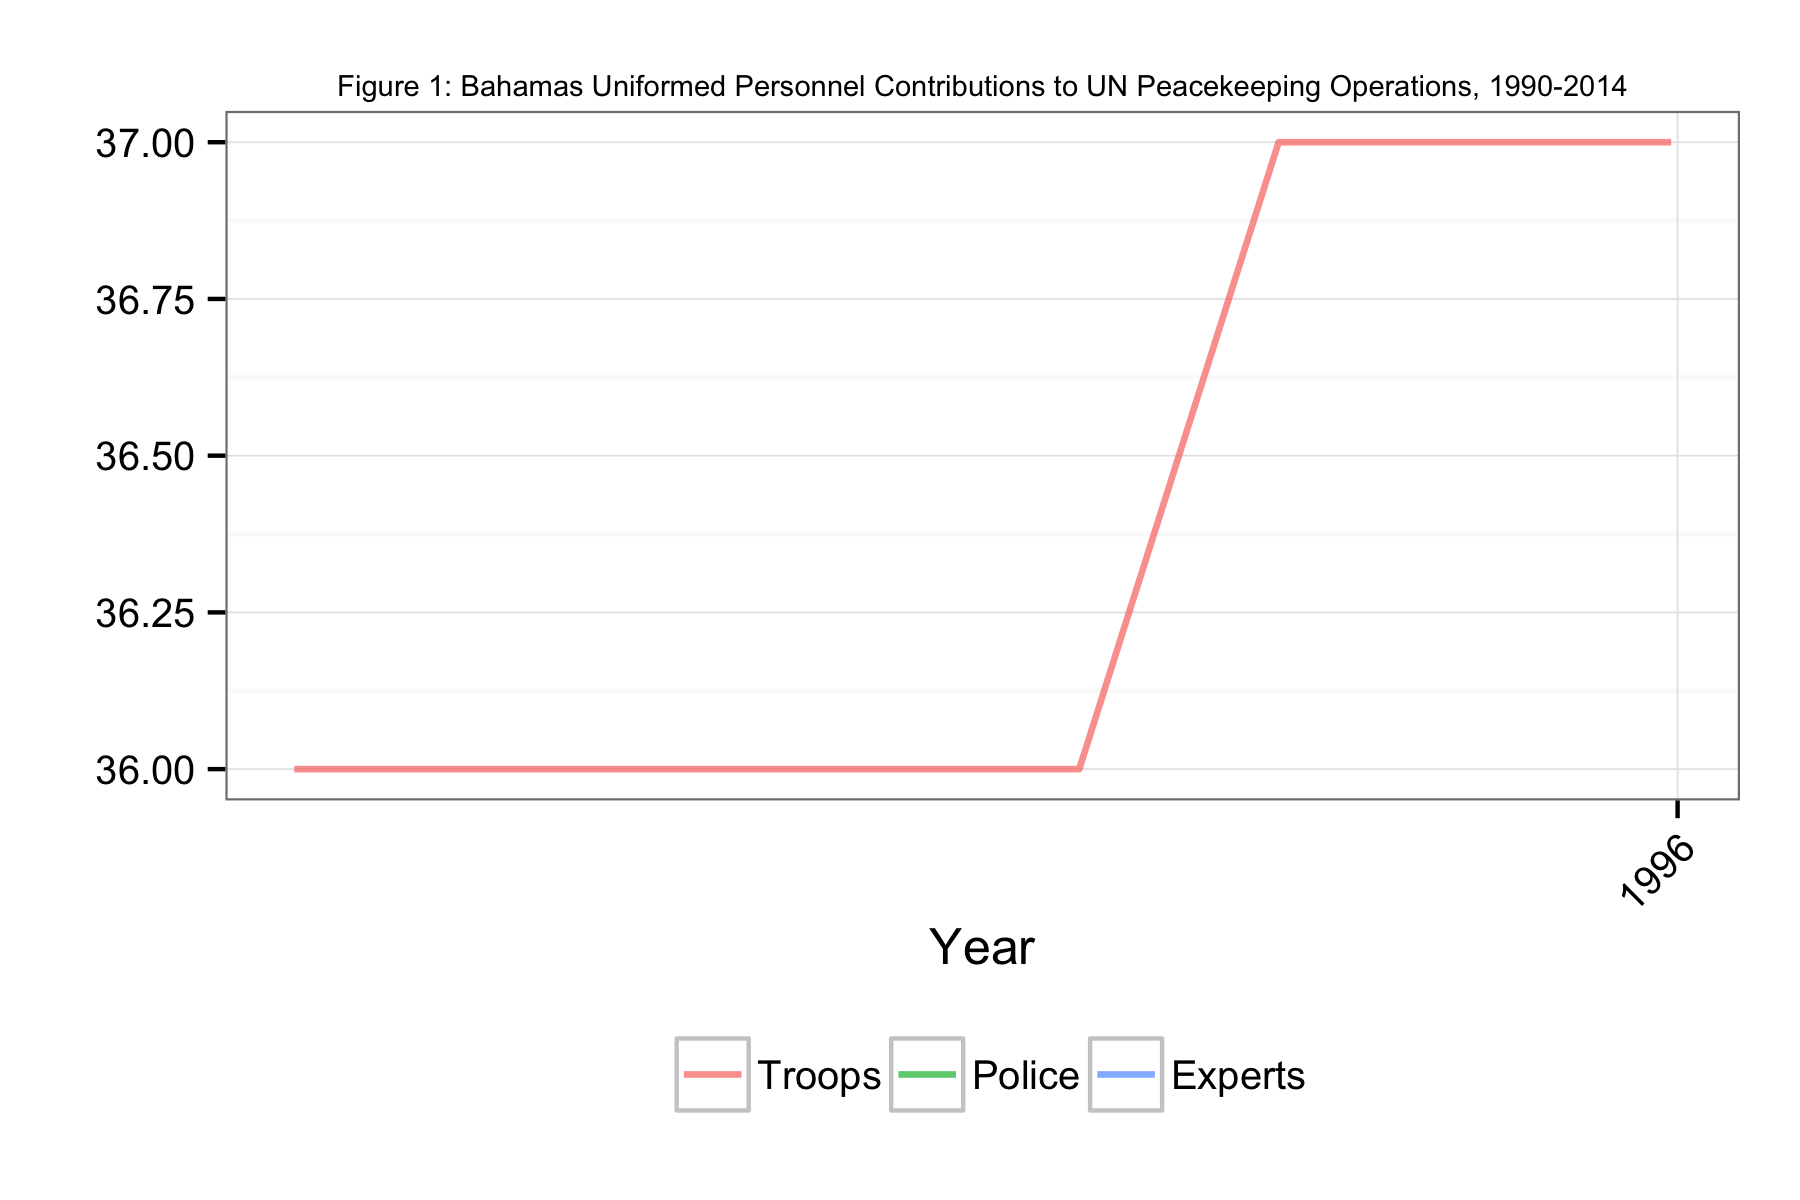 Figure 1: Bahamas Uniformed Personnel Contributions to UN Peacekeeping Operations, 1990-2014
37.00
36.75
36.50
36.25
36.00
1996
Year
Troops Police Experts